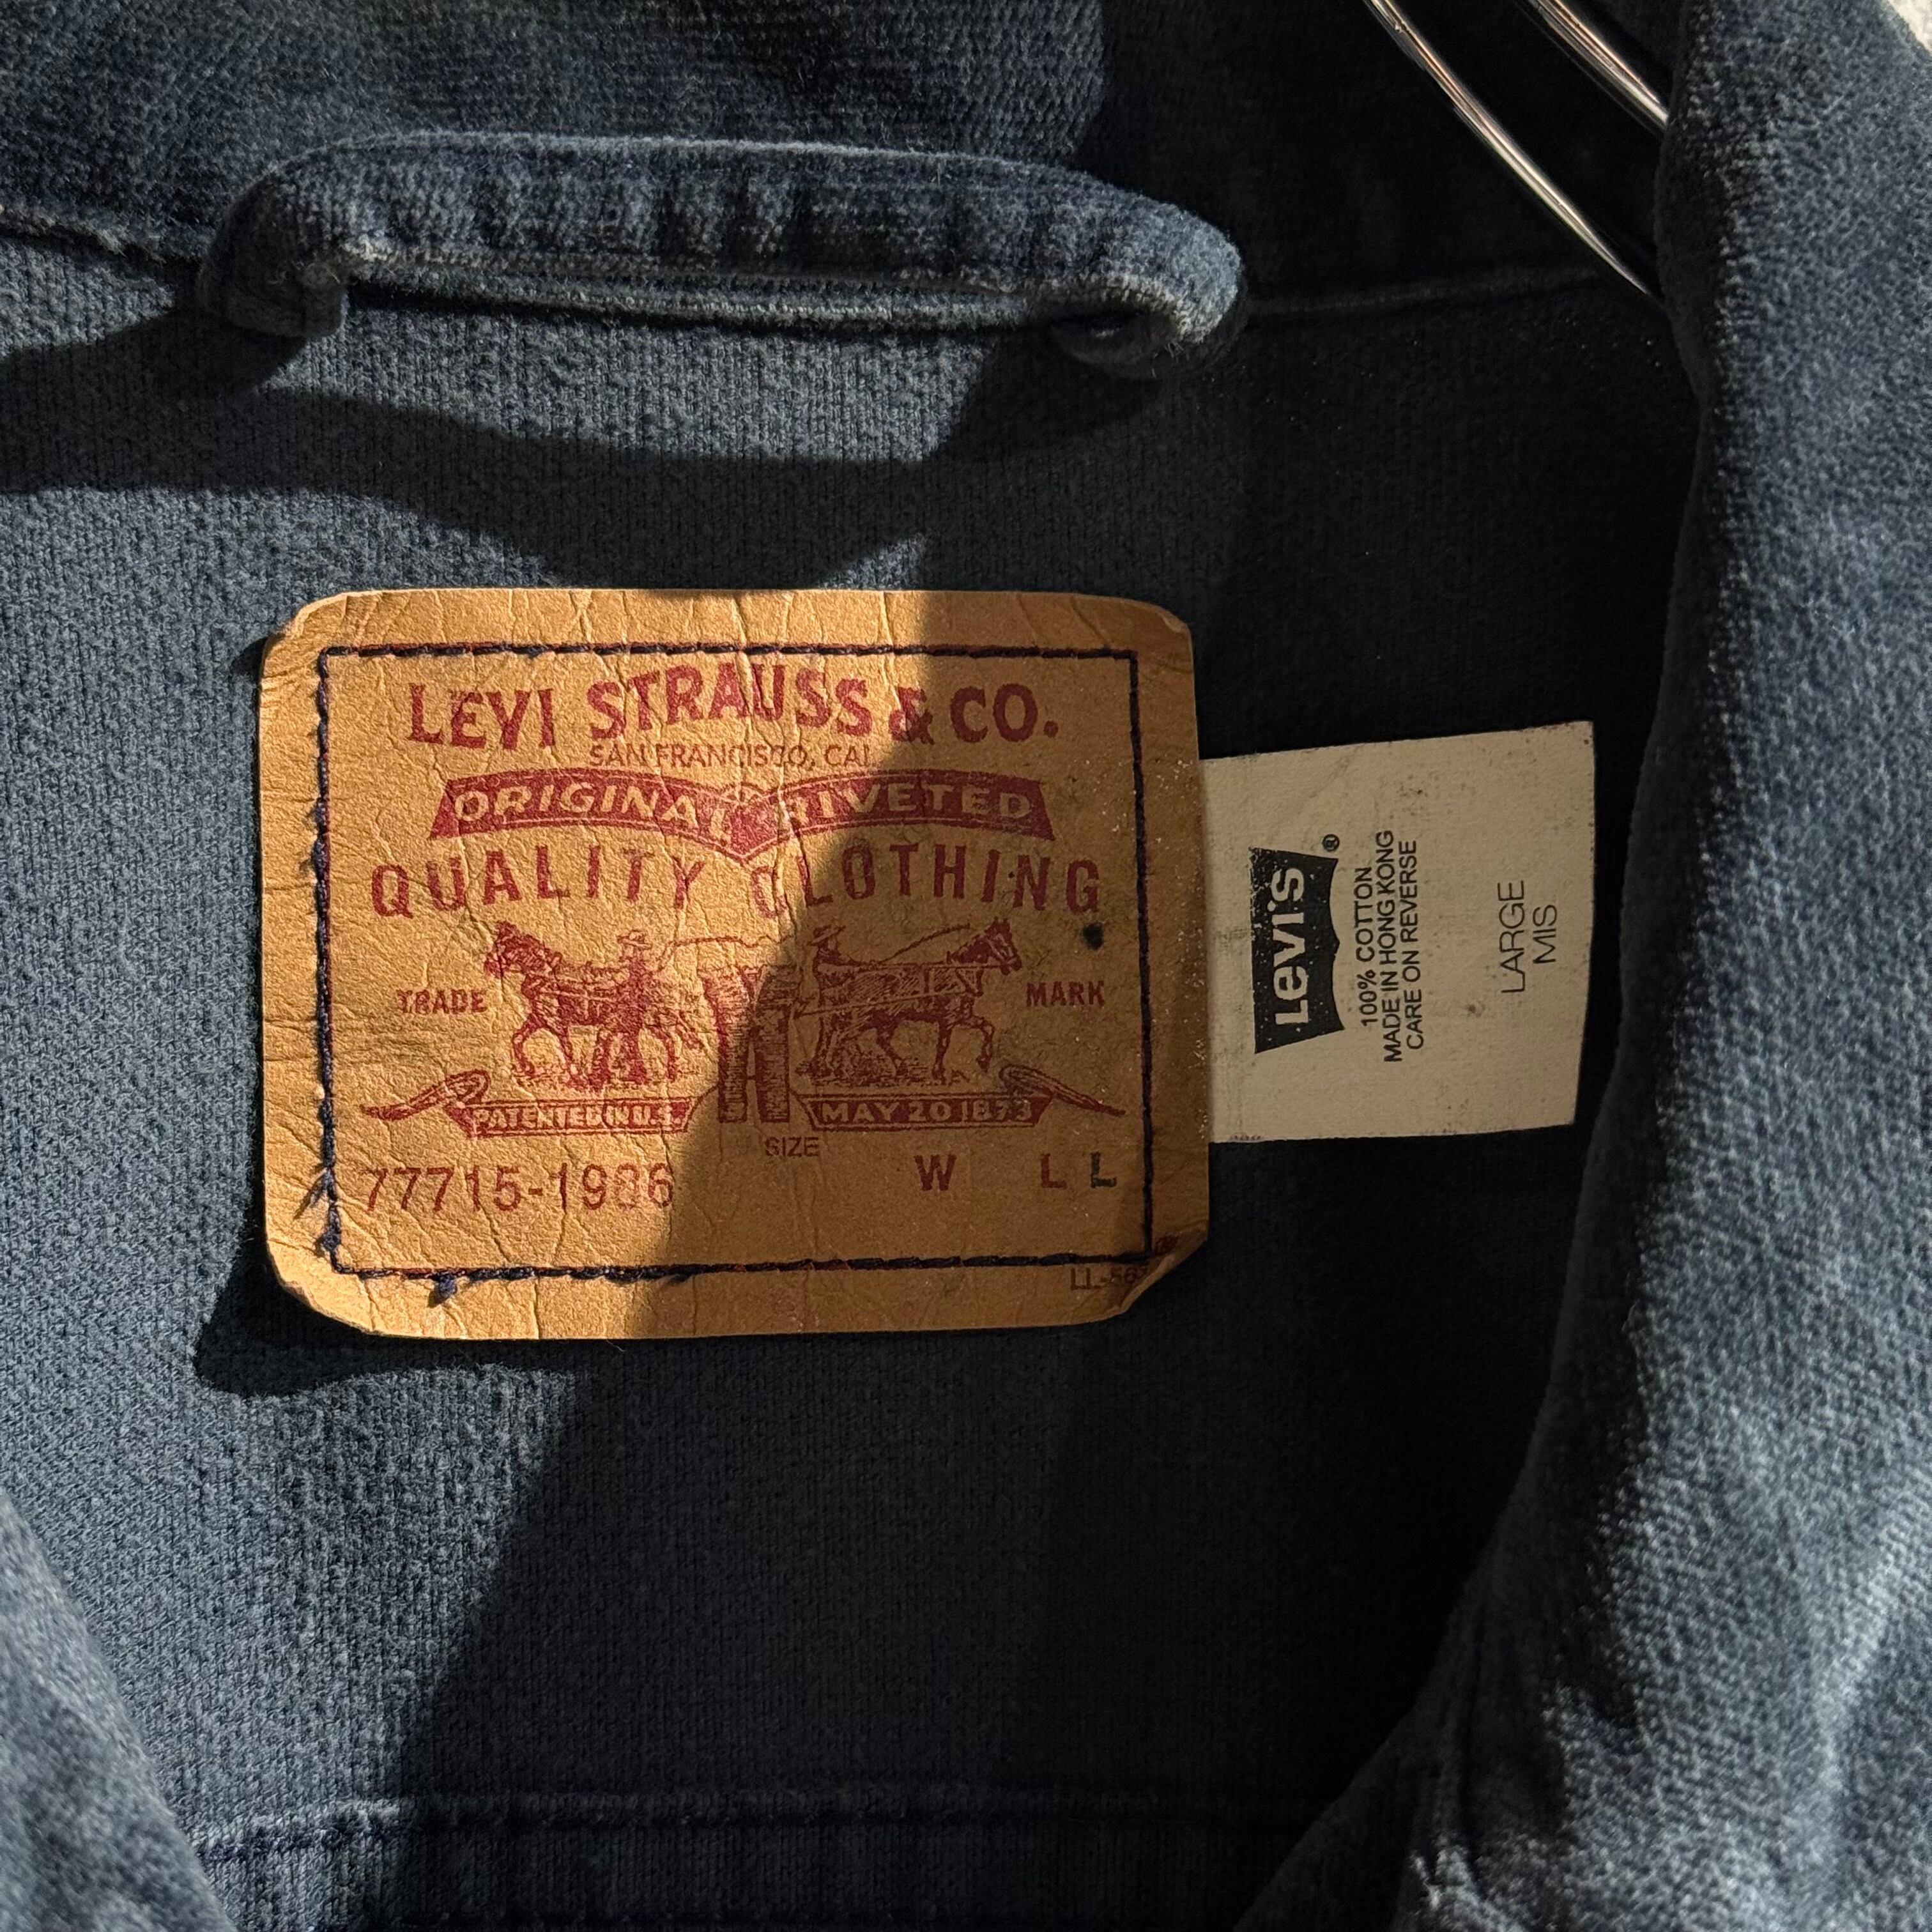 LEVI STRAUSS & CO.
SAN FRANCISCO, CAL
ORIGINAL RIVETED
QUALITY CLOTHING
TRADE MARK
PATENTED IN U.S. MAY 20 1873
SIZE
77715-1986 W L L
Levi's®
100% COTTON
MADE IN HONG KONG
CARE ON REVERSE
LARGE
MIS